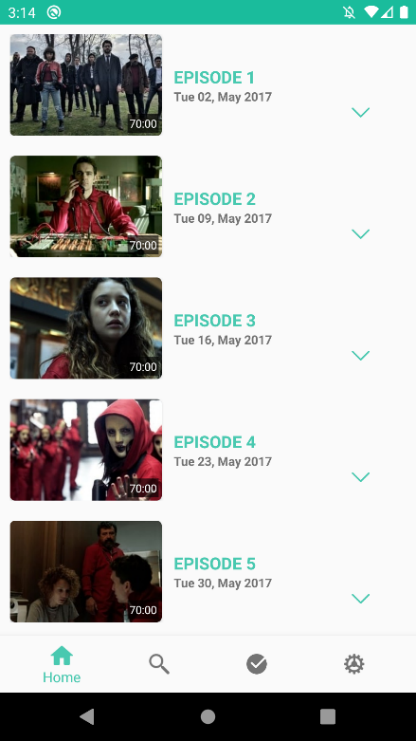 3:14
70:00
EPISODE 1
Tue 02, May 2017
70:00
EPISODE 2
Tue 09, May 2017
70:00
EPISODE 3
Tue 16, May 2017
70:00
EPISODE 4
Tue 23, May 2017
70:00
EPISODE 5
Tue 30, May 2017
Home